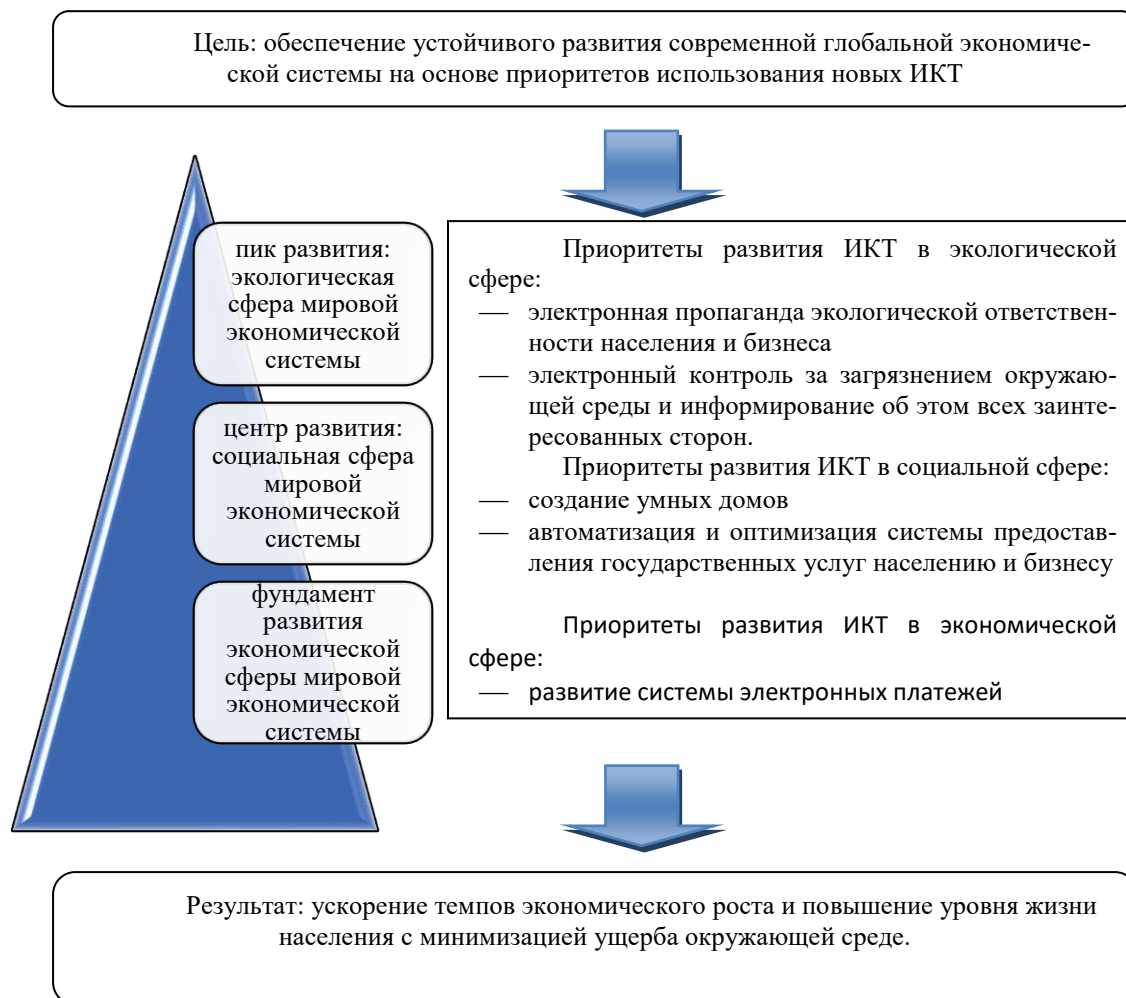 Цель: обеспечение устойчивого развития современной глобальной экономиче-
ской системы на основе приоритетов использования новых ИКТ
пик развития:
экологическая
сфера мировой
экономической
системы
центр развития:
социальная сфера
мировой
экономической
системы
фундамент
развития
экономической
сферы мировой
экономической
системы
Приоритеты развития ИКТ в экологической
сфере:
— электронная пропаганда экологической ответствен-
ности населения и бизнеса
— электронный контроль за загрязнением окружаю-
щей среды и информирование об этом всех заинте-
ресованных сторон.
Приоритеты развития ИКТ в социальной сфере:
— создание умных домов
— автоматизация и оптимизация системы предостав-
ления государственных услуг населению и бизнесу
Приоритеты развития ИКТ в экономической
сфере:
— развитие системы электронных платежей
Результат: ускорение темпов экономического роста и повышение уровня жизни
населения с минимизацией ущерба окружающей среде.